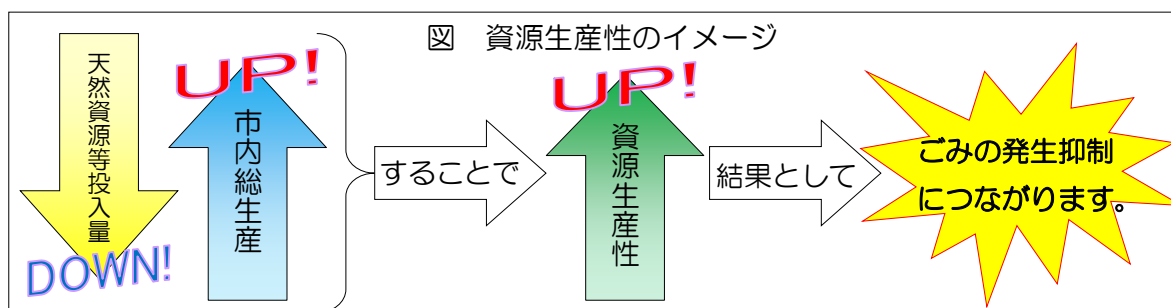 図　資源生産性のイメージ
天然資源等投入量
DOWN!
UP!
市内総生産
することで
UP!
資源生産性
結果として
ごみの発生抑制
につながります。